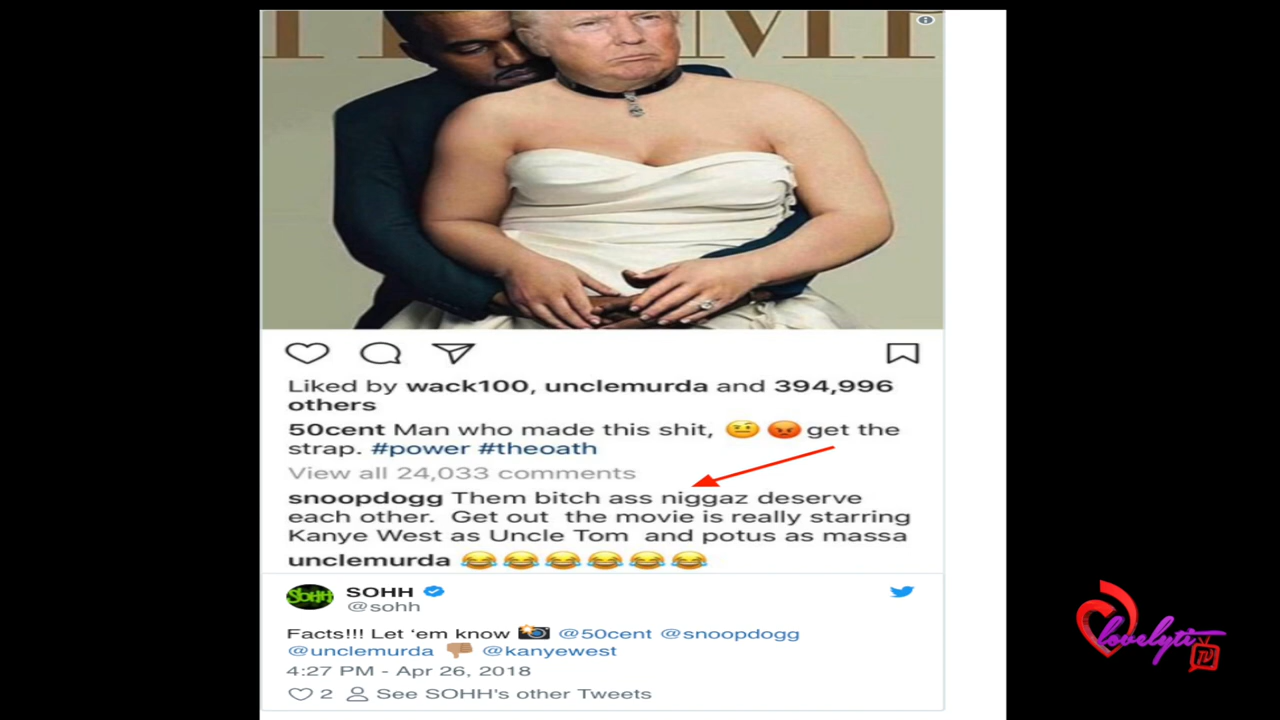 Liked by wack100, unclemurda and 394,996
others
50cent Man who made this shit, 🤨 😡 get the
strap. #power #theoath
View all 24,033 comments
snoopdogg Them bitch ass niggaz deserve
each other. Get out the movie is really starring
Kanye West as Uncle Tom and potus as massa
unclemurda 😂😂😂😂😂😂
SOHH
@sohh
Facts!!! Let ‘em know 📸 @50cent @snoopdogg
@unclemurda 👎🏽 @kanyewest
4:27 PM - Apr 26, 2018
2 See SOHH's other Tweets
lovelyti
TV